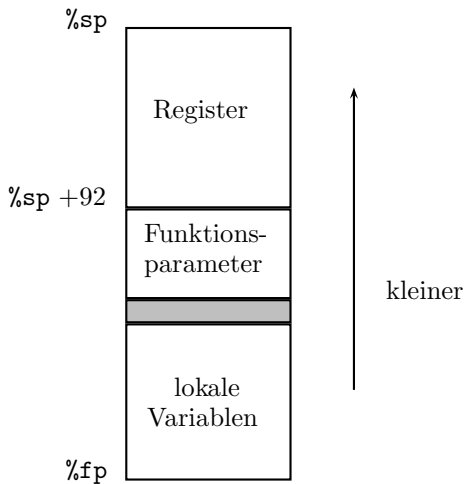 %sp
Register
%sp +92
Funktions-
parameter
kleiner
lokale
Variablen
%fp